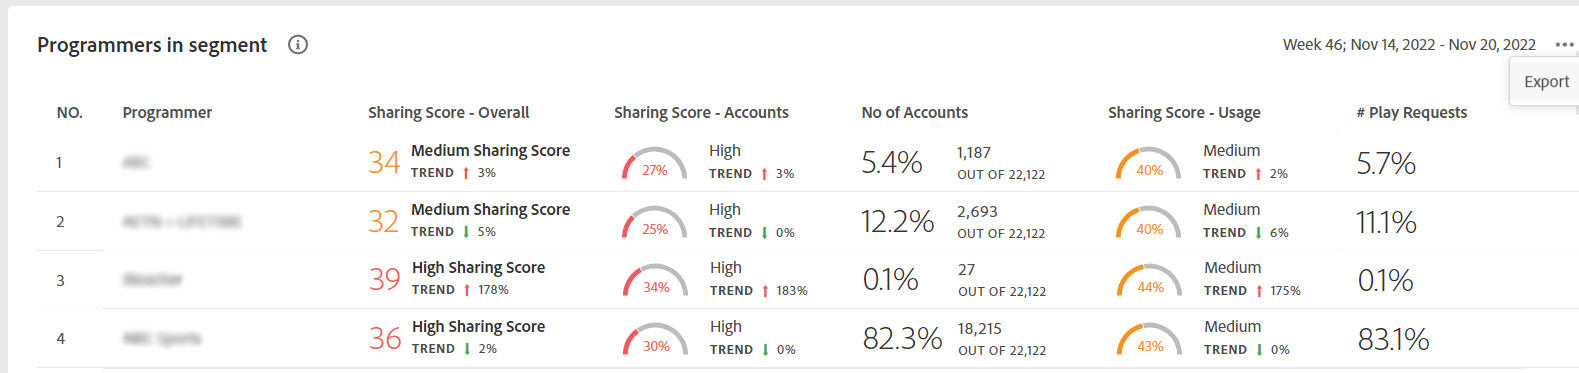 Programmers in segment
Week 46; Nov 14, 2022 - Nov 20, 2022
Export
NO. Programmer Sharing Score - Overall Sharing Score - Accounts No of Accounts Sharing Score - Usage # Play Requests
1 34 Medium Sharing Score TREND 3% 27% High TREND 3% 5.4% 1,187 OUT OF 22,122 40% Medium TREND 2% 5.7%
2 32 Medium Sharing Score TREND 5% 25% High TREND 0% 12.2% 2,693 OUT OF 22,122 40% Medium TREND 6% 11.1%
3 39 High Sharing Score TREND 178% 34% High TREND 183% 0.1% 27 OUT OF 22,122 44% Medium TREND 175% 0.1%
4 36 High Sharing Score TREND 2% 30% High TREND 0% 82.3% 18,215 OUT OF 22,122 43% Medium TREND 0% 83.1%